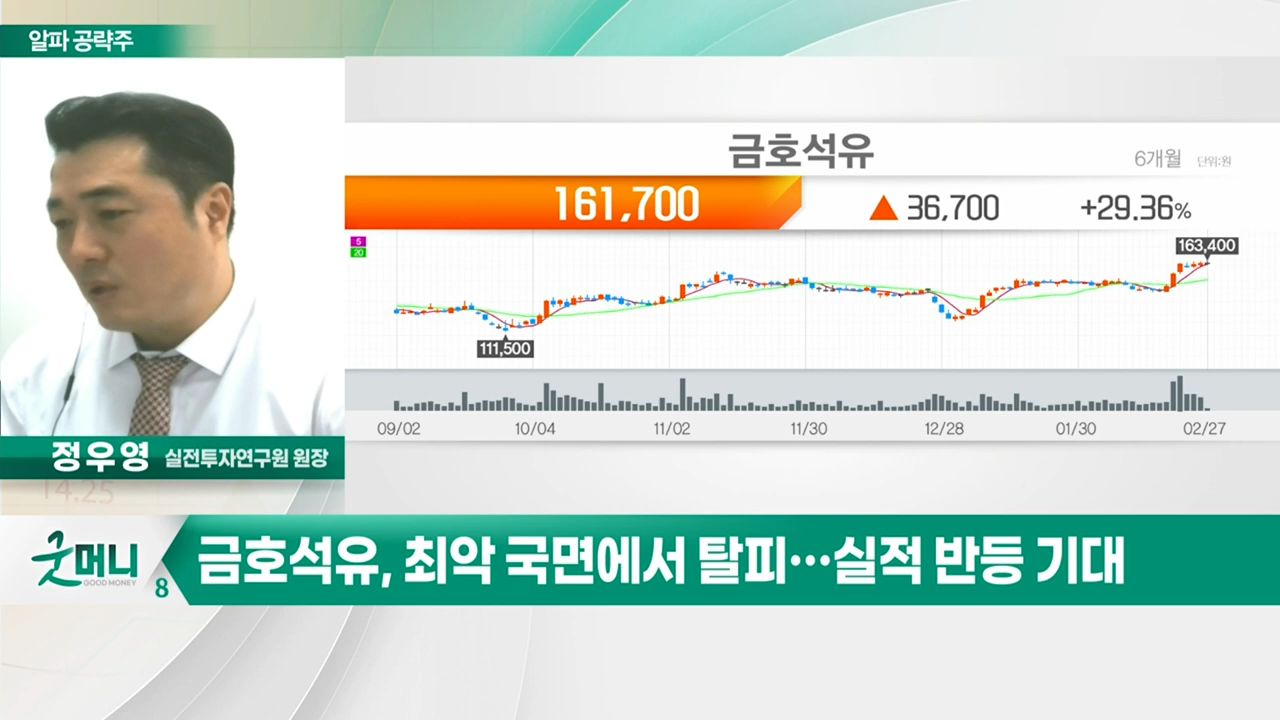 알파 공략주
금호석유
6개월 단위:원
161,700 ▲ 36,700 +29.36%
5
20
163,400
111,500
09/02 10/04 11/02 11/30 12/28 01/30 02/27
정우영 실전투자연구원 원장
14.25
굿머니
GOOD MONEY
8
금호석유, 최악 국면에서 탈피…실적 반등 기대